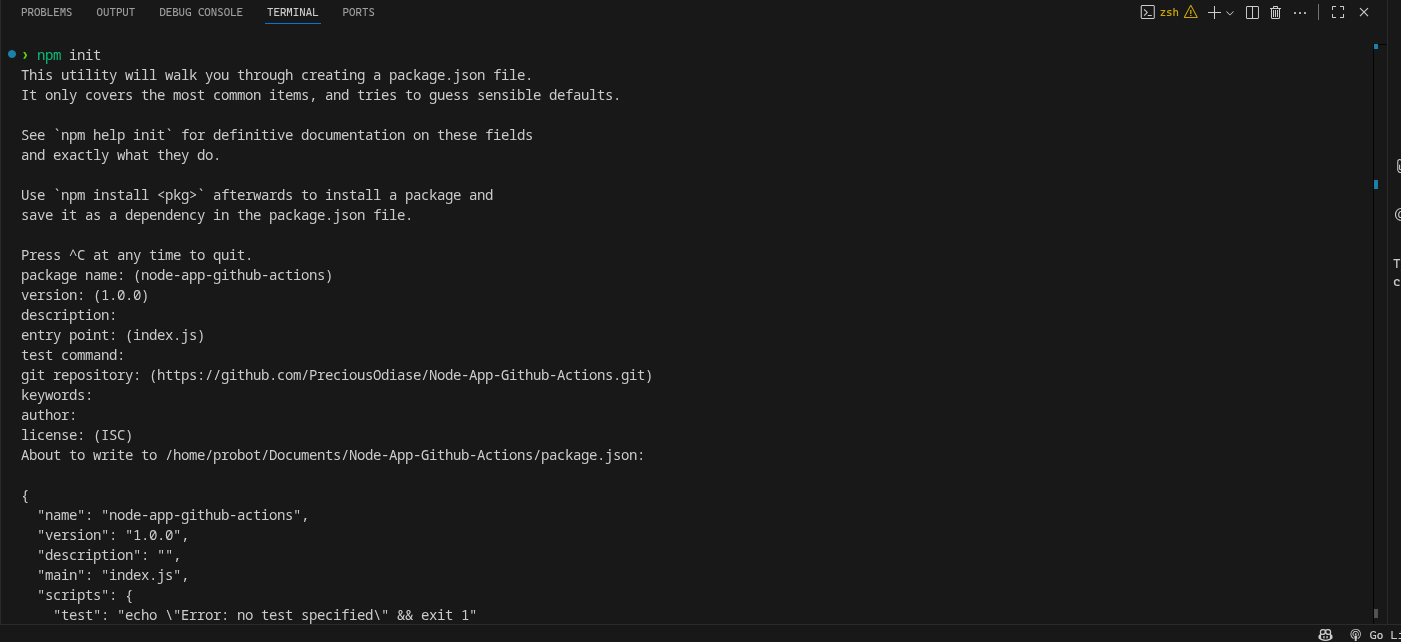 PROBLEMS OUTPUT DEBUG CONSOLE TERMINAL PORTS zsh
❯ npm init
This utility will walk you through creating a package.json file.
It only covers the most common items, and tries to guess sensible defaults.
See `npm help init` for definitive documentation on these fields
and exactly what they do.
Use `npm install <pkg>` afterwards to install a package and
save it as a dependency in the package.json file.
Press ^C at any time to quit.
package name: (node-app-github-actions)
version: (1.0.0)
description:
entry point: (index.js)
test command:
git repository: (https://github.com/PreciousOdiase/Node-App-Github-Actions.git)
keywords:
author:
license: (ISC)
About to write to /home/probot/Documents/Node-App-Github-Actions/package.json:
{
"name": "node-app-github-actions",
"version": "1.0.0",
"description": "",
"main": "index.js",
"scripts": {
"test": "echo \"Error: no test specified\" && exit 1"
Go